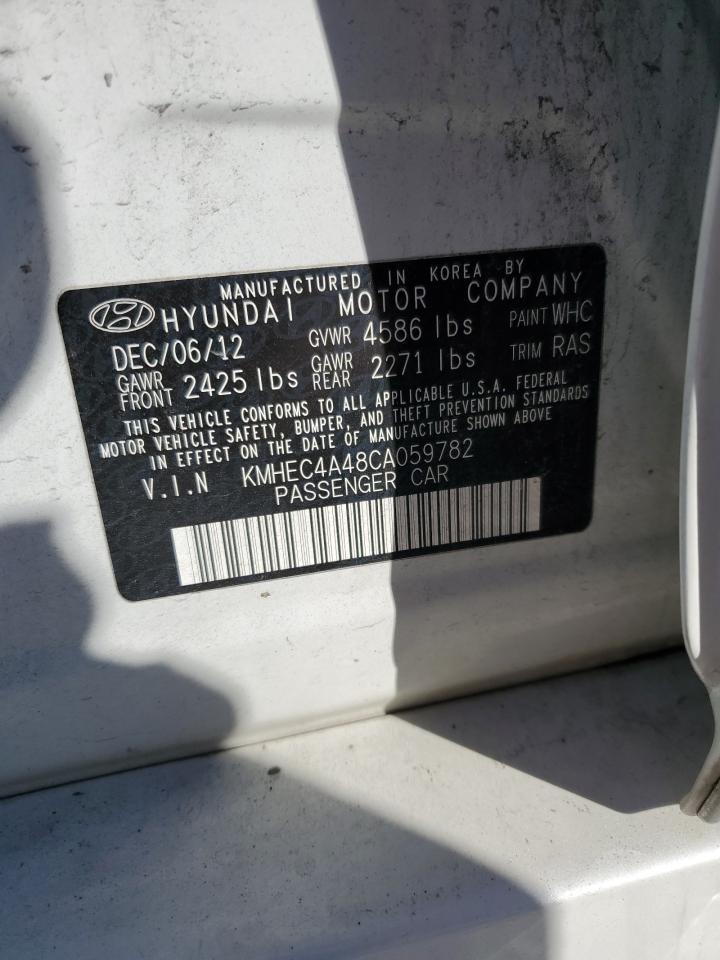 MANUFACTURED IN KOREA BY
HYUNDAI MOTOR COMPANY
DEC/06/12 GVWR 4586 lbs PAINT WHC
GAWR FRONT 2425 lbs GAWR REAR 2271 lbs TRIM RAS
THIS VEHICLE CONFORMS TO ALL APPLICABLE U.S.A. FEDERAL
MOTOR VEHICLE SAFETY, BUMPER, AND THEFT PREVENTION STANDARDS
IN EFFECT ON THE DATE OF MANUFACTURE SHOWN ABOVE
V.I.N KMHEC4A48CA059782
PASSENGER CAR